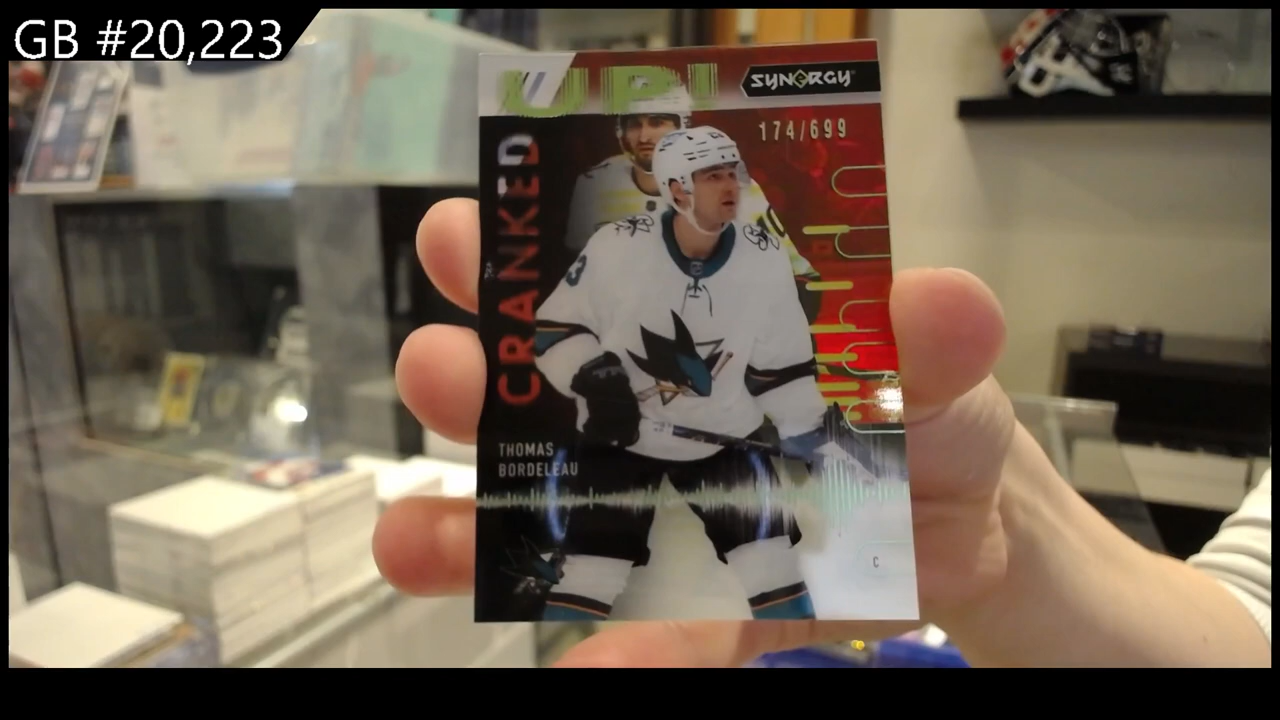 GB #20,223
UP!
SYNERGY
174/699
CRANKED
THOMAS
BORDELEAU
C